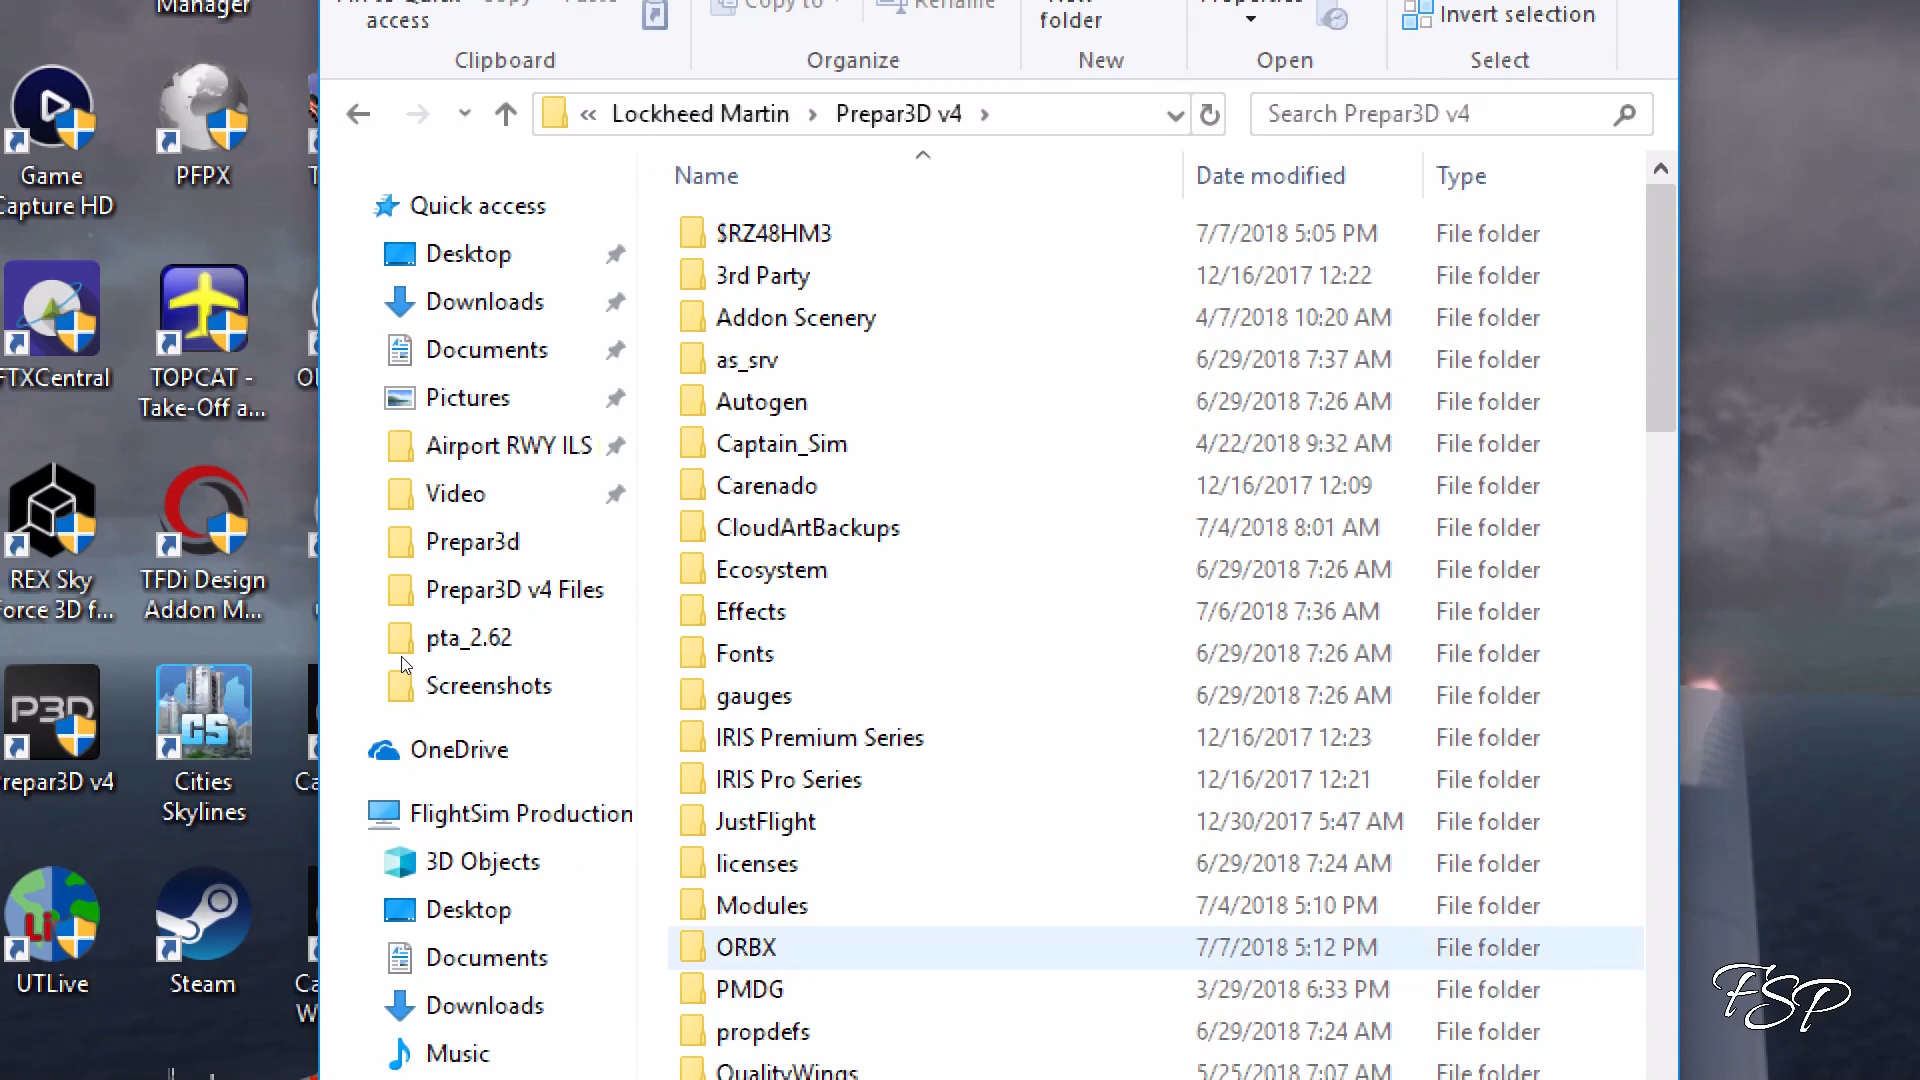 Manager
Game
Capture HD
PFPX
FTXCentral
TOPCAT -
Take-Off a...
REX Sky
Force 3D f...
TFDi Design
Addon M...
P3D
Prepar3D v4
CS
Cities
Skylines
Li
UTLive
Steam
access
folder
Invert selection
Copy to
Rename
Clipboard
Organize
New
Open
Select
« Lockheed Martin › Prepar3D v4 ›
Search Prepar3D v4
Quick access
Desktop
Downloads
Documents
Pictures
Airport RWY ILS
Video
Prepar3d
Prepar3D v4 Files
pta_2.62
Screenshots
OneDrive
FlightSim Production
3D Objects
Desktop
Documents
Downloads
Music
Name Date modified Type
$RZ48HM3 7/7/2018 5:05 PM File folder
3rd Party 12/16/2017 12:22 File folder
Addon Scenery 4/7/2018 10:20 AM File folder
as_srv 6/29/2018 7:37 AM File folder
Autogen 6/29/2018 7:26 AM File folder
Captain_Sim 4/22/2018 9:32 AM File folder
Carenado 12/16/2017 12:09 File folder
CloudArtBackups 7/4/2018 8:01 AM File folder
Ecosystem 6/29/2018 7:26 AM File folder
Effects 7/6/2018 7:36 AM File folder
Fonts 6/29/2018 7:26 AM File folder
gauges 6/29/2018 7:26 AM File folder
IRIS Premium Series 12/16/2017 12:23 File folder
IRIS Pro Series 12/16/2017 12:21 File folder
JustFlight 12/30/2017 5:47 AM File folder
licenses 6/29/2018 7:24 AM File folder
Modules 7/4/2018 5:10 PM File folder
ORBX 7/7/2018 5:12 PM File folder
PMDG 3/29/2018 6:33 PM File folder
propdefs 6/29/2018 7:24 AM File folder
QualityWings 5/25/2018 7:07 AM File folder
FSP